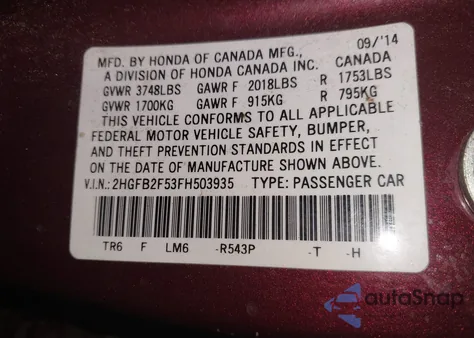 MFD. BY HONDA OF CANADA MFG., 09/'14
A DIVISION OF HONDA CANADA INC. CANADA
GVWR 3748LBS GAWR F 2018LBS R 1753LBS
GVWR 1700KG GAWR F 915KG R 795KG
THIS VEHICLE CONFORMS TO ALL APPLICABLE
FEDERAL MOTOR VEHICLE SAFETY, BUMPER,
AND THEFT PREVENTION STANDARDS IN EFFECT
ON THE DATE OF MANUFACTURE SHOWN ABOVE.
V.I.N.: 2HGFB2F53FH503935 TYPE: PASSENGER CAR
TR6 F LM6 -R543P -T -H
autoSnap